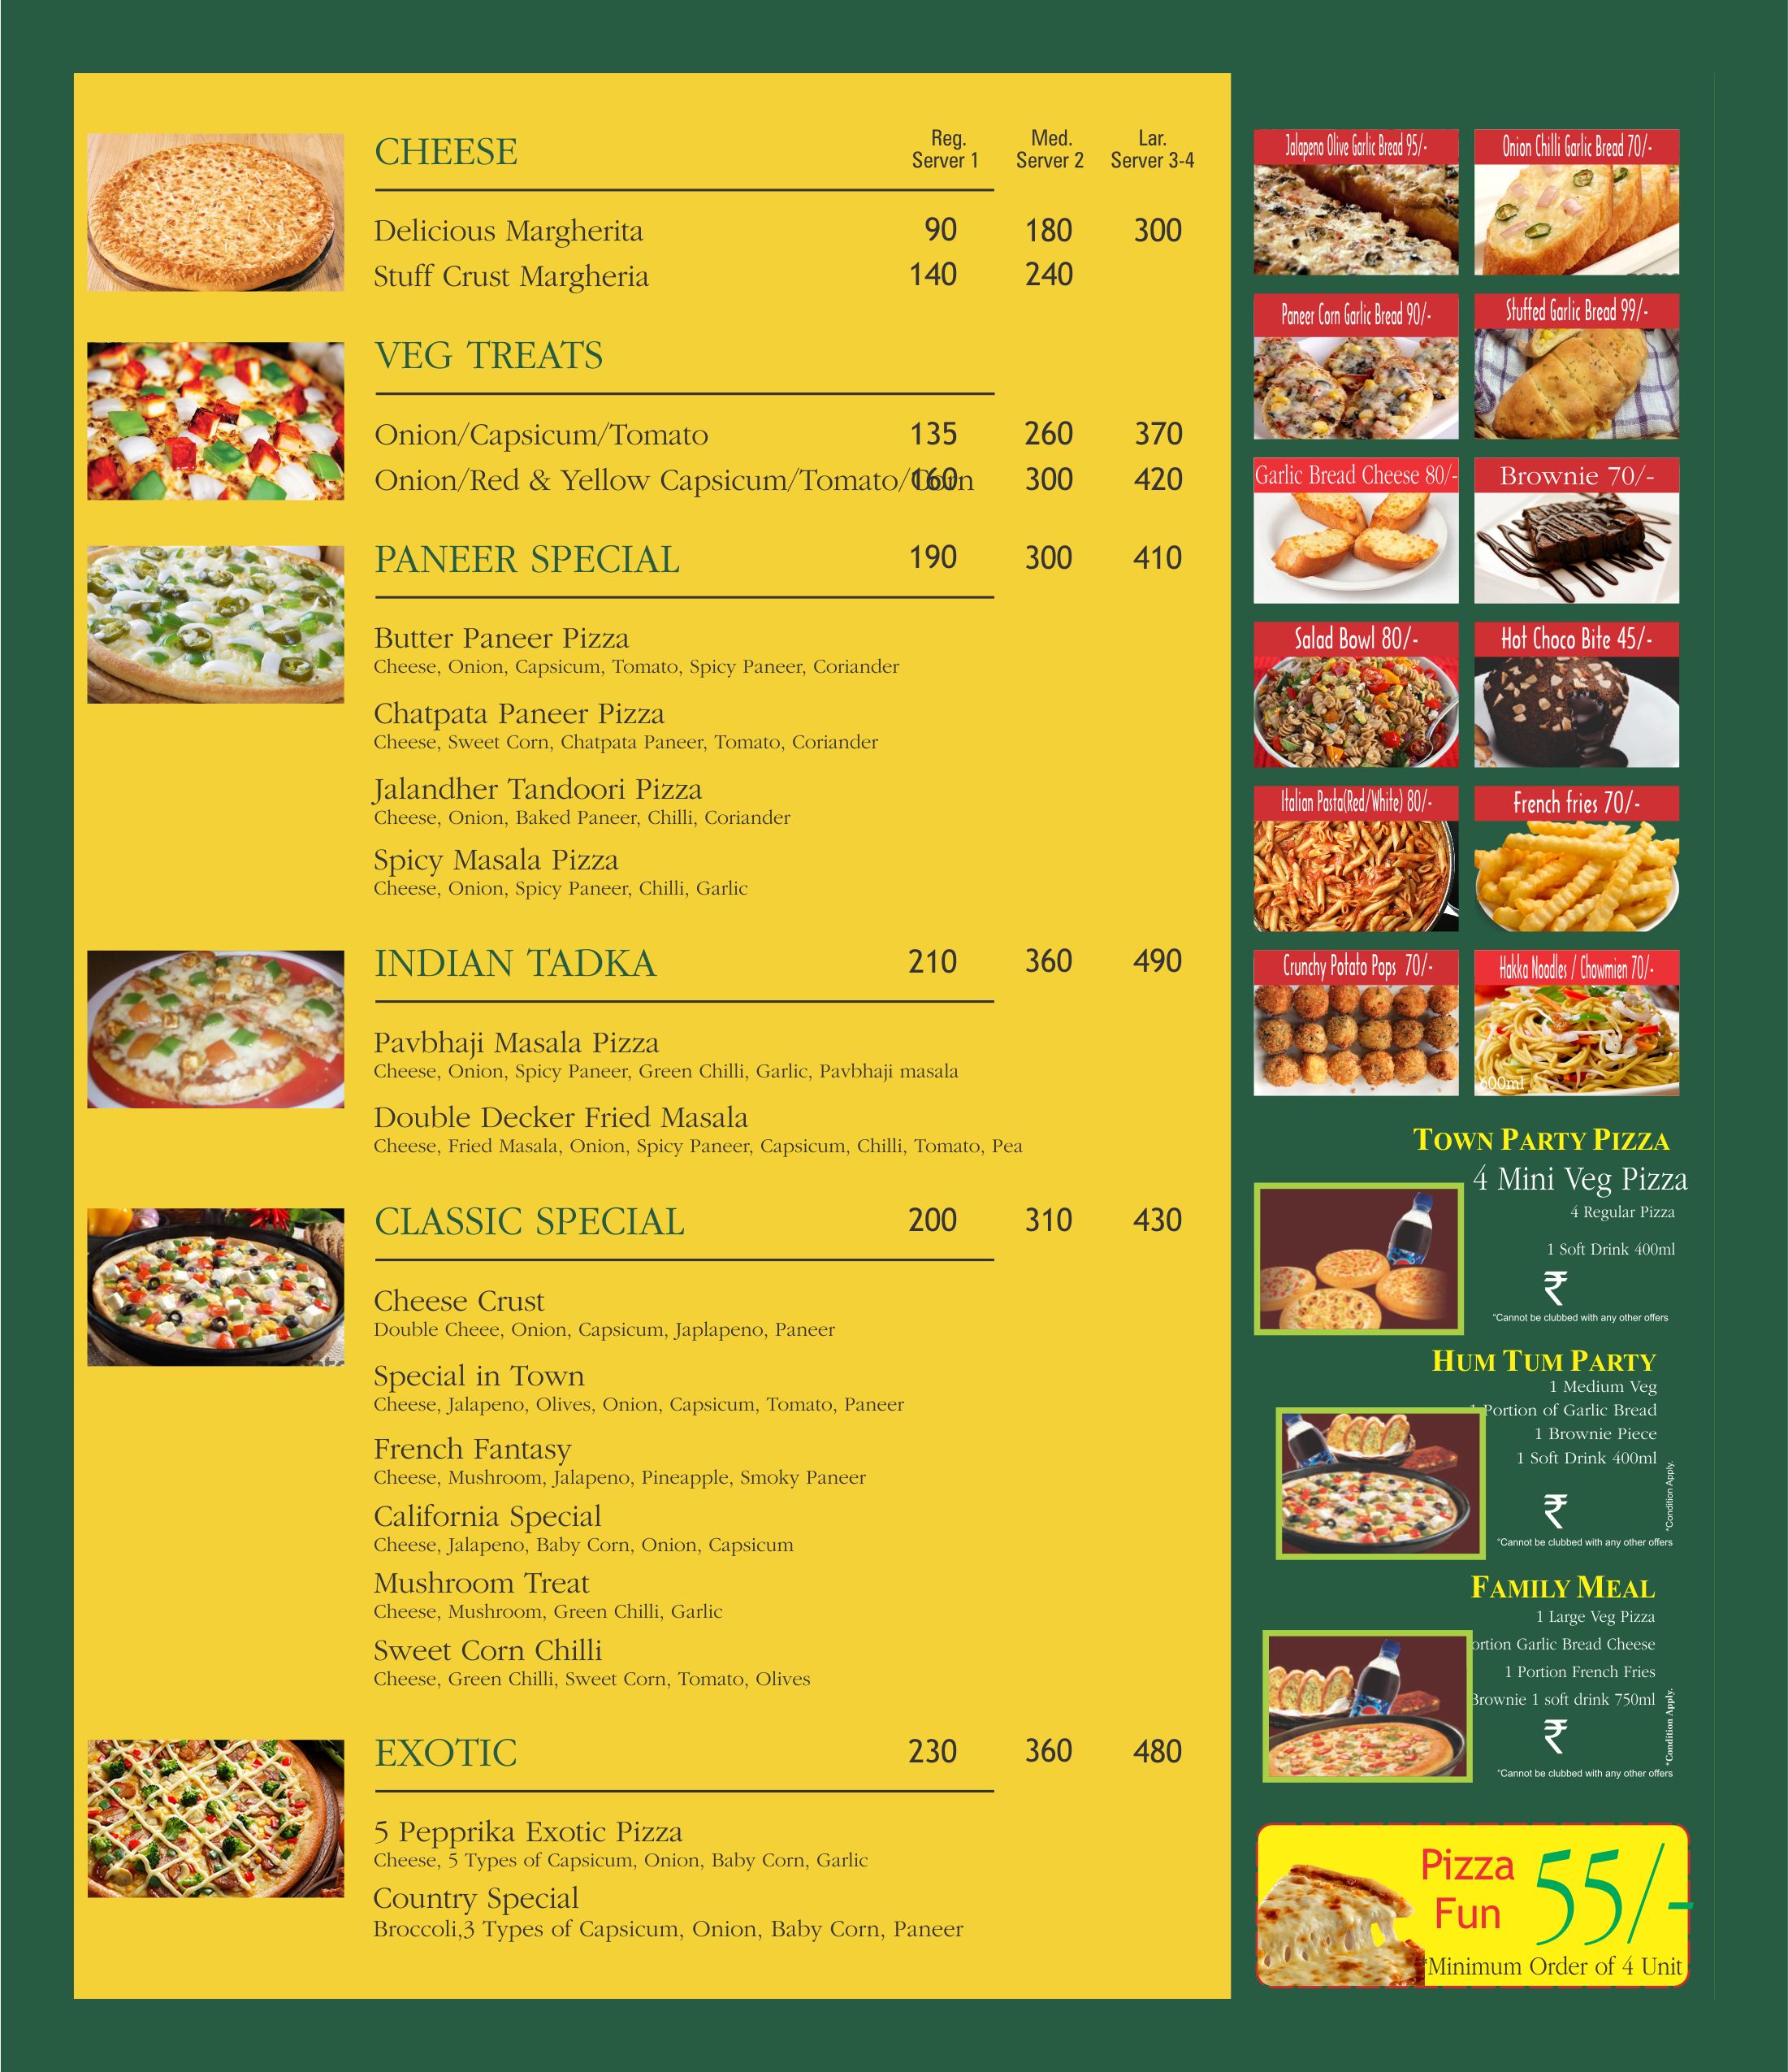 CHEESE
Reg. Med. Lar.
Server 1 Server 2 Server 3-4
Delicious Margherita 90 180 300
Stuff Crust Margheria 140 240
VEG TREATS
Onion/Capsicum/Tomato 135 260 370
Onion/Red & Yellow Capsicum/Tomato/Corn 160 300 420
PANEER SPECIAL 190 300 410
Butter Paneer Pizza
Cheese, Onion, Capsicum, Tomato, Spicy Paneer, Coriander
Chatpata Paneer Pizza
Cheese, Sweet Corn, Chatpata Paneer, Tomato, Coriander
Jalandher Tandoori Pizza
Cheese, Onion, Baked Paneer, Chilli, Coriander
Spicy Masala Pizza
Cheese, Onion, Spicy Paneer, Chilli, Garlic
INDIAN TADKA 210 360 490
Pavbhaji Masala Pizza
Cheese, Onion, Spicy Paneer, Green Chilli, Garlic, Pavbhaji masala
Double Decker Fried Masala
Cheese, Fried Masala, Onion, Spicy Paneer, Capsicum, Chilli, Tomato, Pea
CLASSIC SPECIAL 200 310 430
Cheese Crust
Double Cheee, Onion, Capsicum, Japlapeno, Paneer
Special in Town
Cheese, Jalapeno, Olives, Onion, Capsicum, Tomato, Paneer
French Fantasy
Cheese, Mushroom, Jalapeno, Pineapple, Smoky Paneer
California Special
Cheese, Jalapeno, Baby Corn, Onion, Capsicum
Mushroom Treat
Cheese, Mushroom, Green Chilli, Garlic
Sweet Corn Chilli
Cheese, Green Chilli, Sweet Corn, Tomato, Olives
EXOTIC 230 360 480
5 Pepprika Exotic Pizza
Cheese, 5 Types of Capsicum, Onion, Baby Corn, Garlic
Country Special
Broccoli,3 Types of Capsicum, Onion, Baby Corn, Paneer
Jalapeno Olive Garlic Bread 95/-
Onion Chilli Garlic Bread 70/-
Paneer Corn Garlic Bread 90/-
Stuffed Garlic Bread 99/-
Garlic Bread Cheese 80/-
Brownie 70/-
Salad Bowl 80/-
Hot Choco Bite 45/-
Italian Pasta(Red/White) 80/-
French fries 70/-
Crunchy Potato Pops 70/-
Hakka Noodles / Chowmien 70/-
600ml
TOWN PARTY PIZZA
4 Mini Veg Pizza
4 Regular Pizza
1 Soft Drink 400ml
₹
*Cannot be clubbed with any other offers
HUM TUM PARTY
1 Medium Veg
1 Portion of Garlic Bread
1 Brownie Piece
1 Soft Drink 400ml
₹
*Condition Apply.
*Cannot be clubbed with any other offers
FAMILY MEAL
1 Large Veg Pizza
ortion Garlic Bread Cheese
1 Portion French Fries
Brownie 1 soft drink 750ml
₹
*Condition Apply.
*Cannot be clubbed with any other offers
Pizza
Fun
55/-
*Minimum Order of 4 Unit